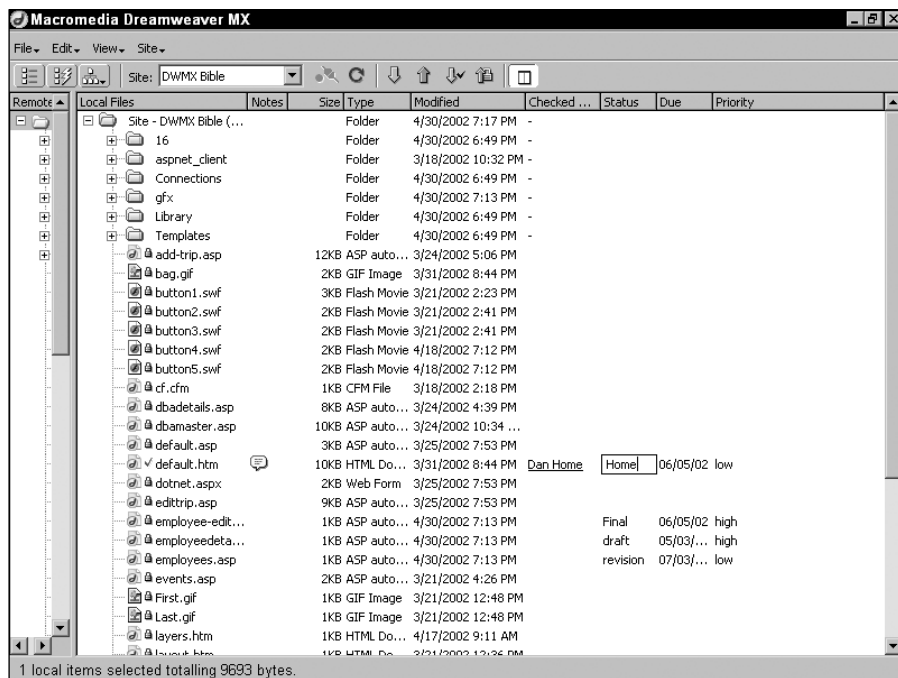 Macromedia Dreamweaver MX
File Edit View Site
Site: DWMX Bible
Remote Local Files Notes Size Type Modified Checked ... Status Due Priority
Site - DWMX Bible (... Folder 4/30/2002 7:17 PM -
16 Folder 4/30/2002 6:49 PM -
aspnet_client Folder 3/18/2002 10:32 PM -
Connections Folder 4/30/2002 6:49 PM -
gfx Folder 4/30/2002 7:13 PM -
Library Folder 4/30/2002 6:49 PM -
Templates Folder 4/30/2002 6:49 PM -
add-trip.asp 12KB ASP auto... 3/24/2002 5:06 PM
bag.gif 2KB GIF Image 3/31/2002 8:44 PM
button1.swf 3KB Flash Movie 3/21/2002 2:23 PM
button2.swf 2KB Flash Movie 3/21/2002 2:41 PM
button3.swf 2KB Flash Movie 3/21/2002 2:41 PM
button4.swf 2KB Flash Movie 4/18/2002 7:12 PM
button5.swf 2KB Flash Movie 4/18/2002 7:12 PM
cf.cfm 1KB CFM File 3/18/2002 2:18 PM
dbadetails.asp 8KB ASP auto... 3/24/2002 4:39 PM
dbamaster.asp 10KB ASP auto... 3/24/2002 10:34 ...
default.asp 3KB ASP auto... 3/25/2002 7:53 PM
default.htm 10KB HTML Do... 3/31/2002 8:44 PM Dan Home Home 06/05/02 low
dotnet.aspx 2KB Web Form 3/25/2002 7:53 PM
edittrip.asp 9KB ASP auto... 3/25/2002 7:53 PM
employee-edit... 1KB ASP auto... 4/30/2002 7:13 PM Final 06/05/02 high
employeedeta... 1KB ASP auto... 4/30/2002 7:13 PM draft 05/03/... high
employees.asp 1KB ASP auto... 4/30/2002 7:13 PM revision 07/03/... low
events.asp 2KB ASP auto... 3/21/2002 4:26 PM
First.gif 1KB GIF Image 3/21/2002 12:48 PM
Last.gif 1KB GIF Image 3/21/2002 12:48 PM
layers.htm 1KB HTML Do... 4/17/2002 9:11 AM
layout.htm 1KB HTML Do... 3/21/2002 12:36 PM
1 local items selected totalling 9693 bytes.